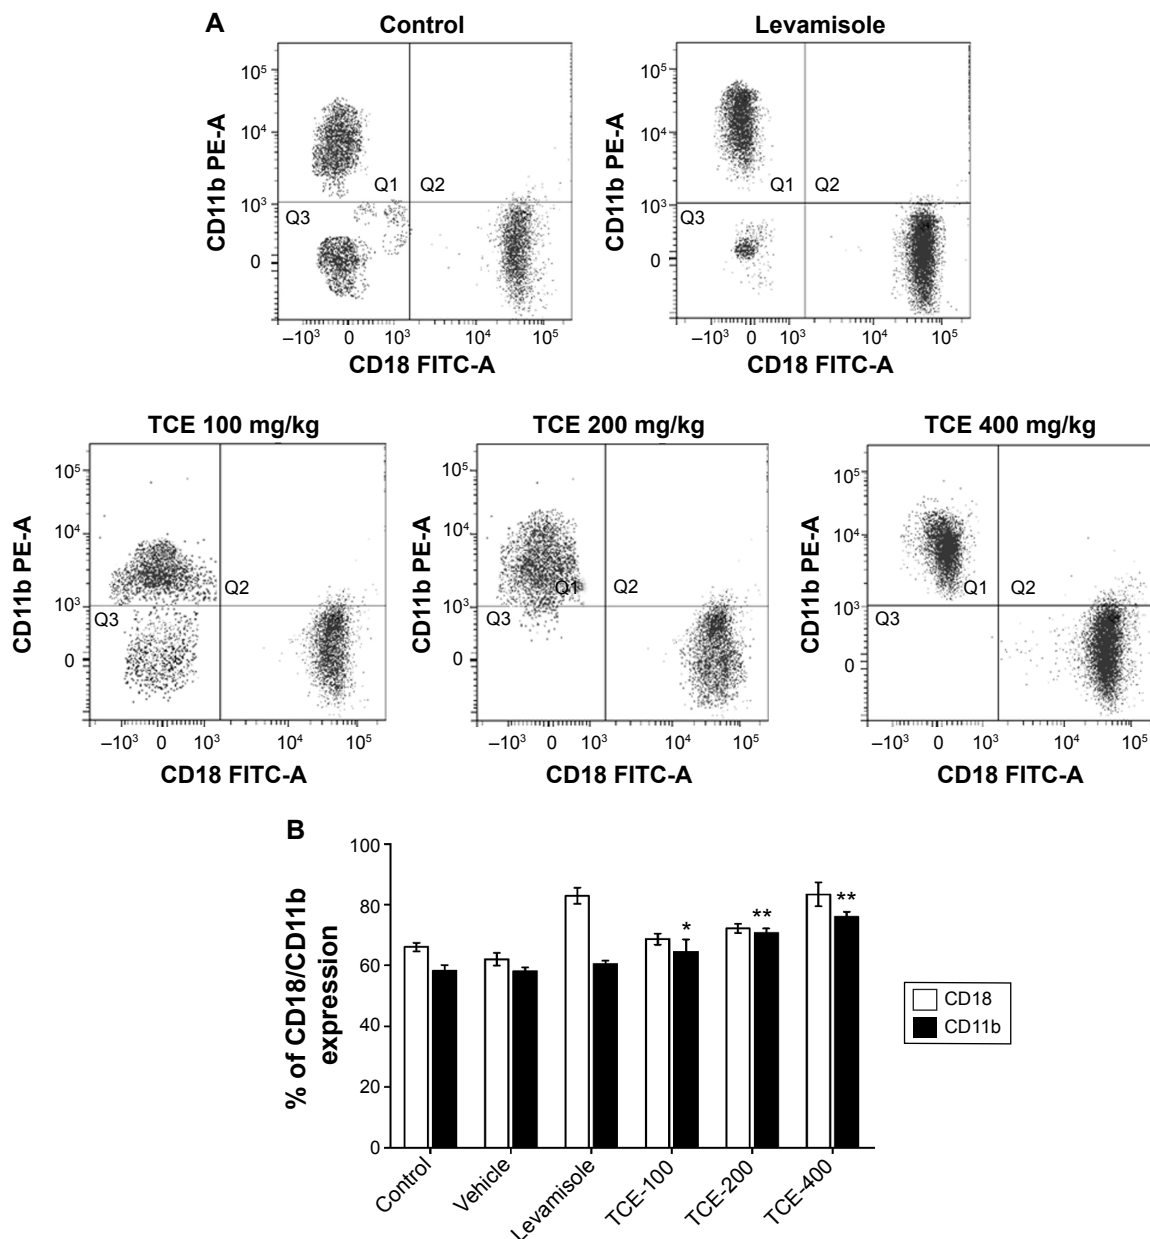 A
Control
Levamisole
CD11b PE-A
10⁵
10⁴
10³
0
Q1
Q2
Q3
–10³ 0 10³ 10⁴ 10⁵
CD18 FITC-A
CD11b PE-A
10⁵
10⁴
10³
0
Q1
Q2
Q3
–10³ 0 10³ 10⁴ 10⁵
CD18 FITC-A
TCE 100 mg/kg
TCE 200 mg/kg
TCE 400 mg/kg
CD11b PE-A
10⁵
10⁴
10³
0
Q2
Q3
–10³ 0 10³ 10⁴ 10⁵
CD18 FITC-A
CD11b PE-A
10⁵
10⁴
10³
0
Q1
Q2
Q3
–10³ 0 10³ 10⁴ 10⁵
CD18 FITC-A
CD11b PE-A
10⁵
10⁴
10³
0
Q1
Q2
Q3
–10³ 0 10³ 10⁴ 10⁵
CD18 FITC-A
B
% of CD18/CD11b
expression
100
80
60
40
20
0
*
**
**
Control
Vehicle
Levamisole
TCE-100
TCE-200
TCE-400
CD18
CD11b